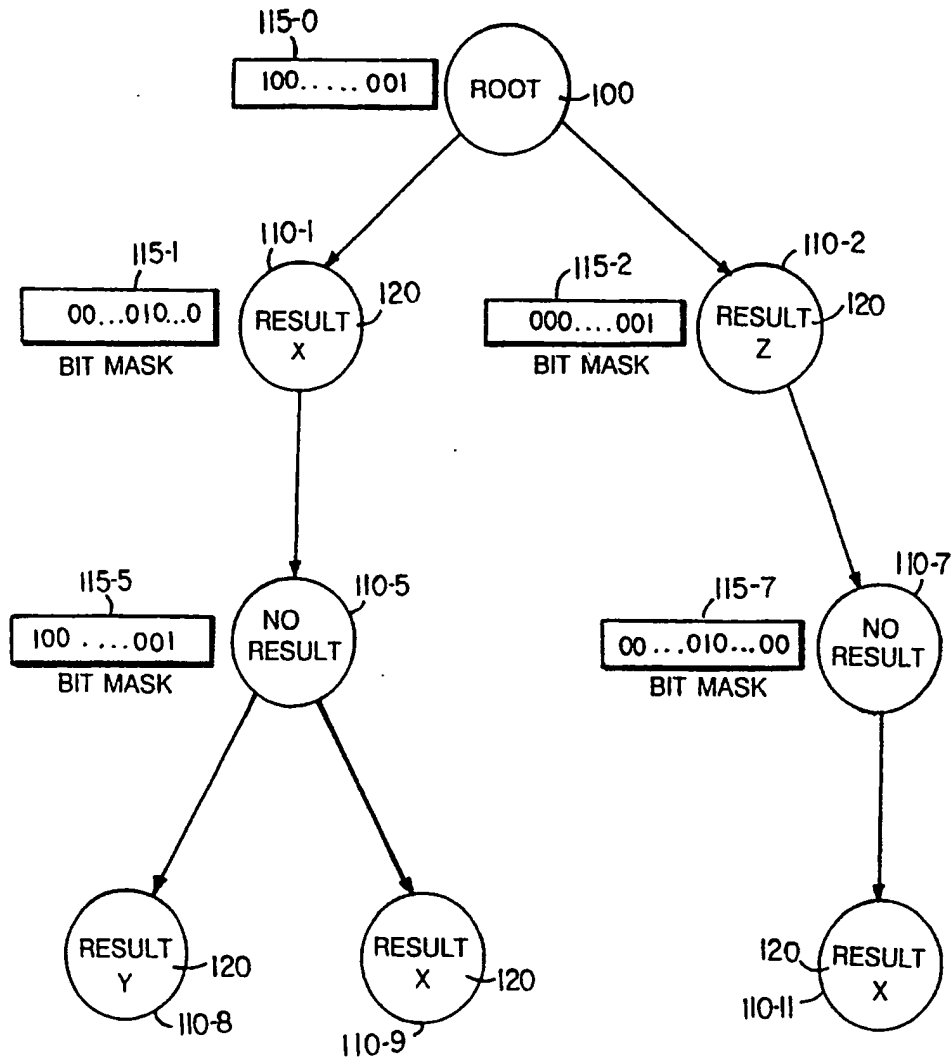 115-0
100.....001
ROOT
100
110-1
110-2
115-1
115-2
120
120
00...010...0
RESULT
X
000....001
RESULT
Z
BIT MASK
BIT MASK
115-5
110-5
115-7
110-7
100 ....001
NO
RESULT
00...010...00
NO
RESULT
BIT MASK
BIT MASK
RESULT
Y
120
RESULT
X
120
120
RESULT
X
110-8
110-9
110-11